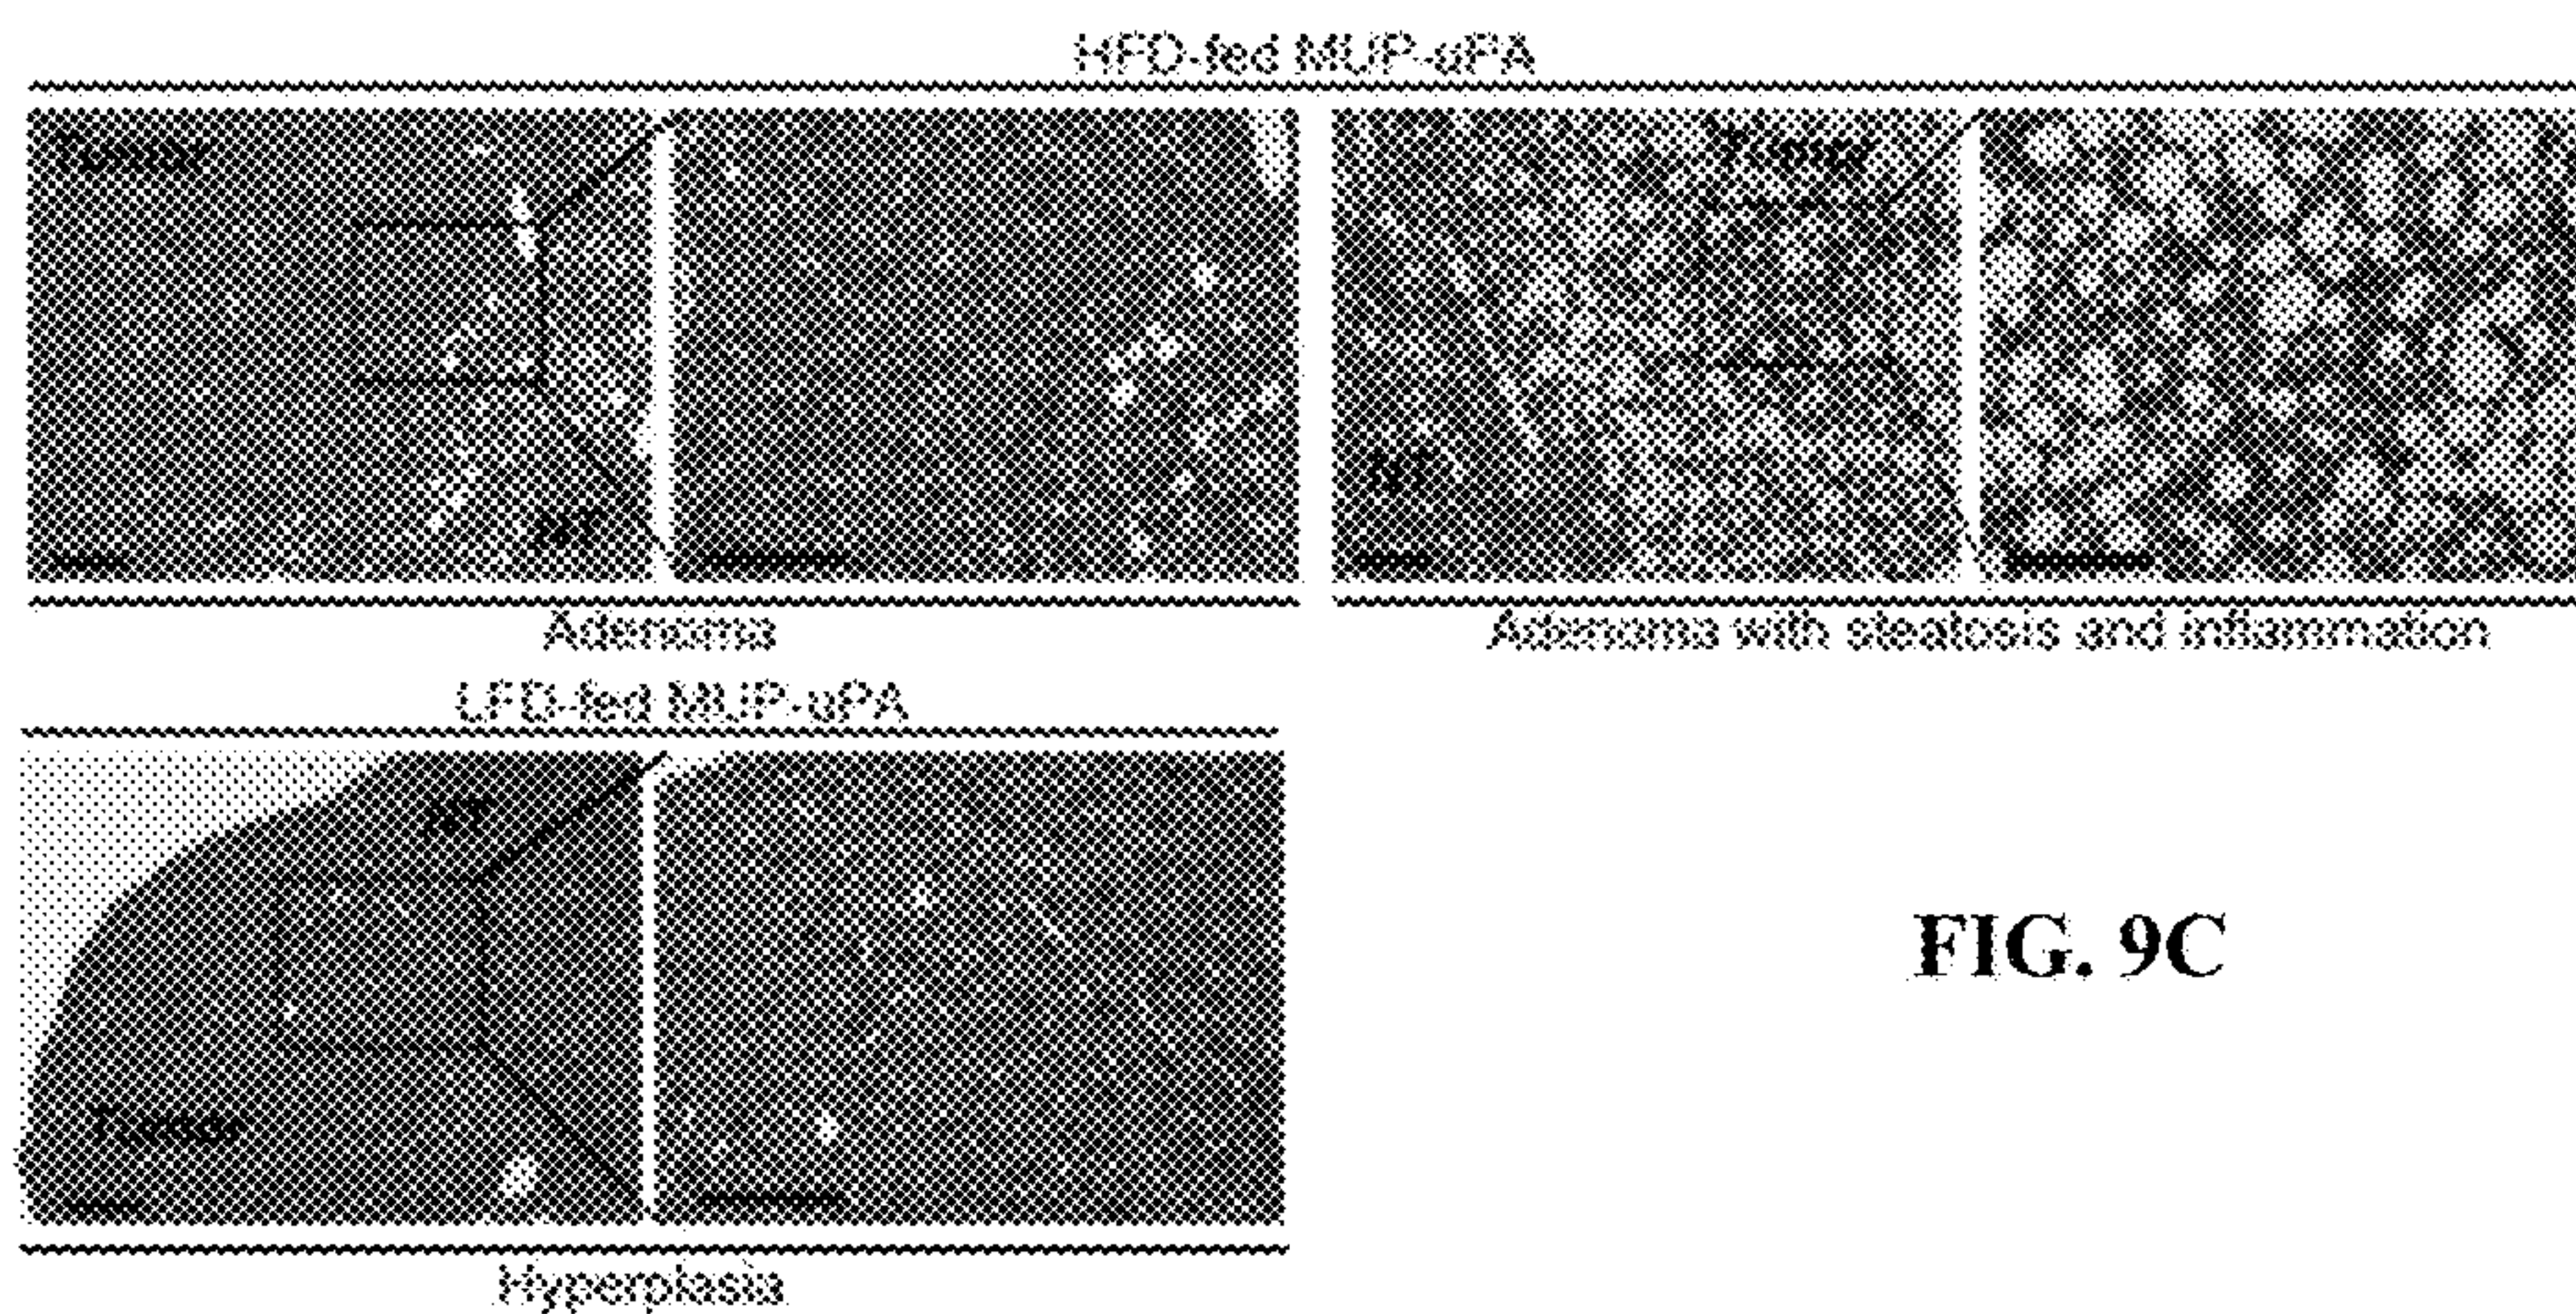 HFD-fed MUP-uPA
Tumor
NT
Tumor
NT
Adenoma
Adenoma with steatosis and inflammation
LFD-fed MUP-uPA
NT
Tumor
Hyperplasia
FIG. 9C